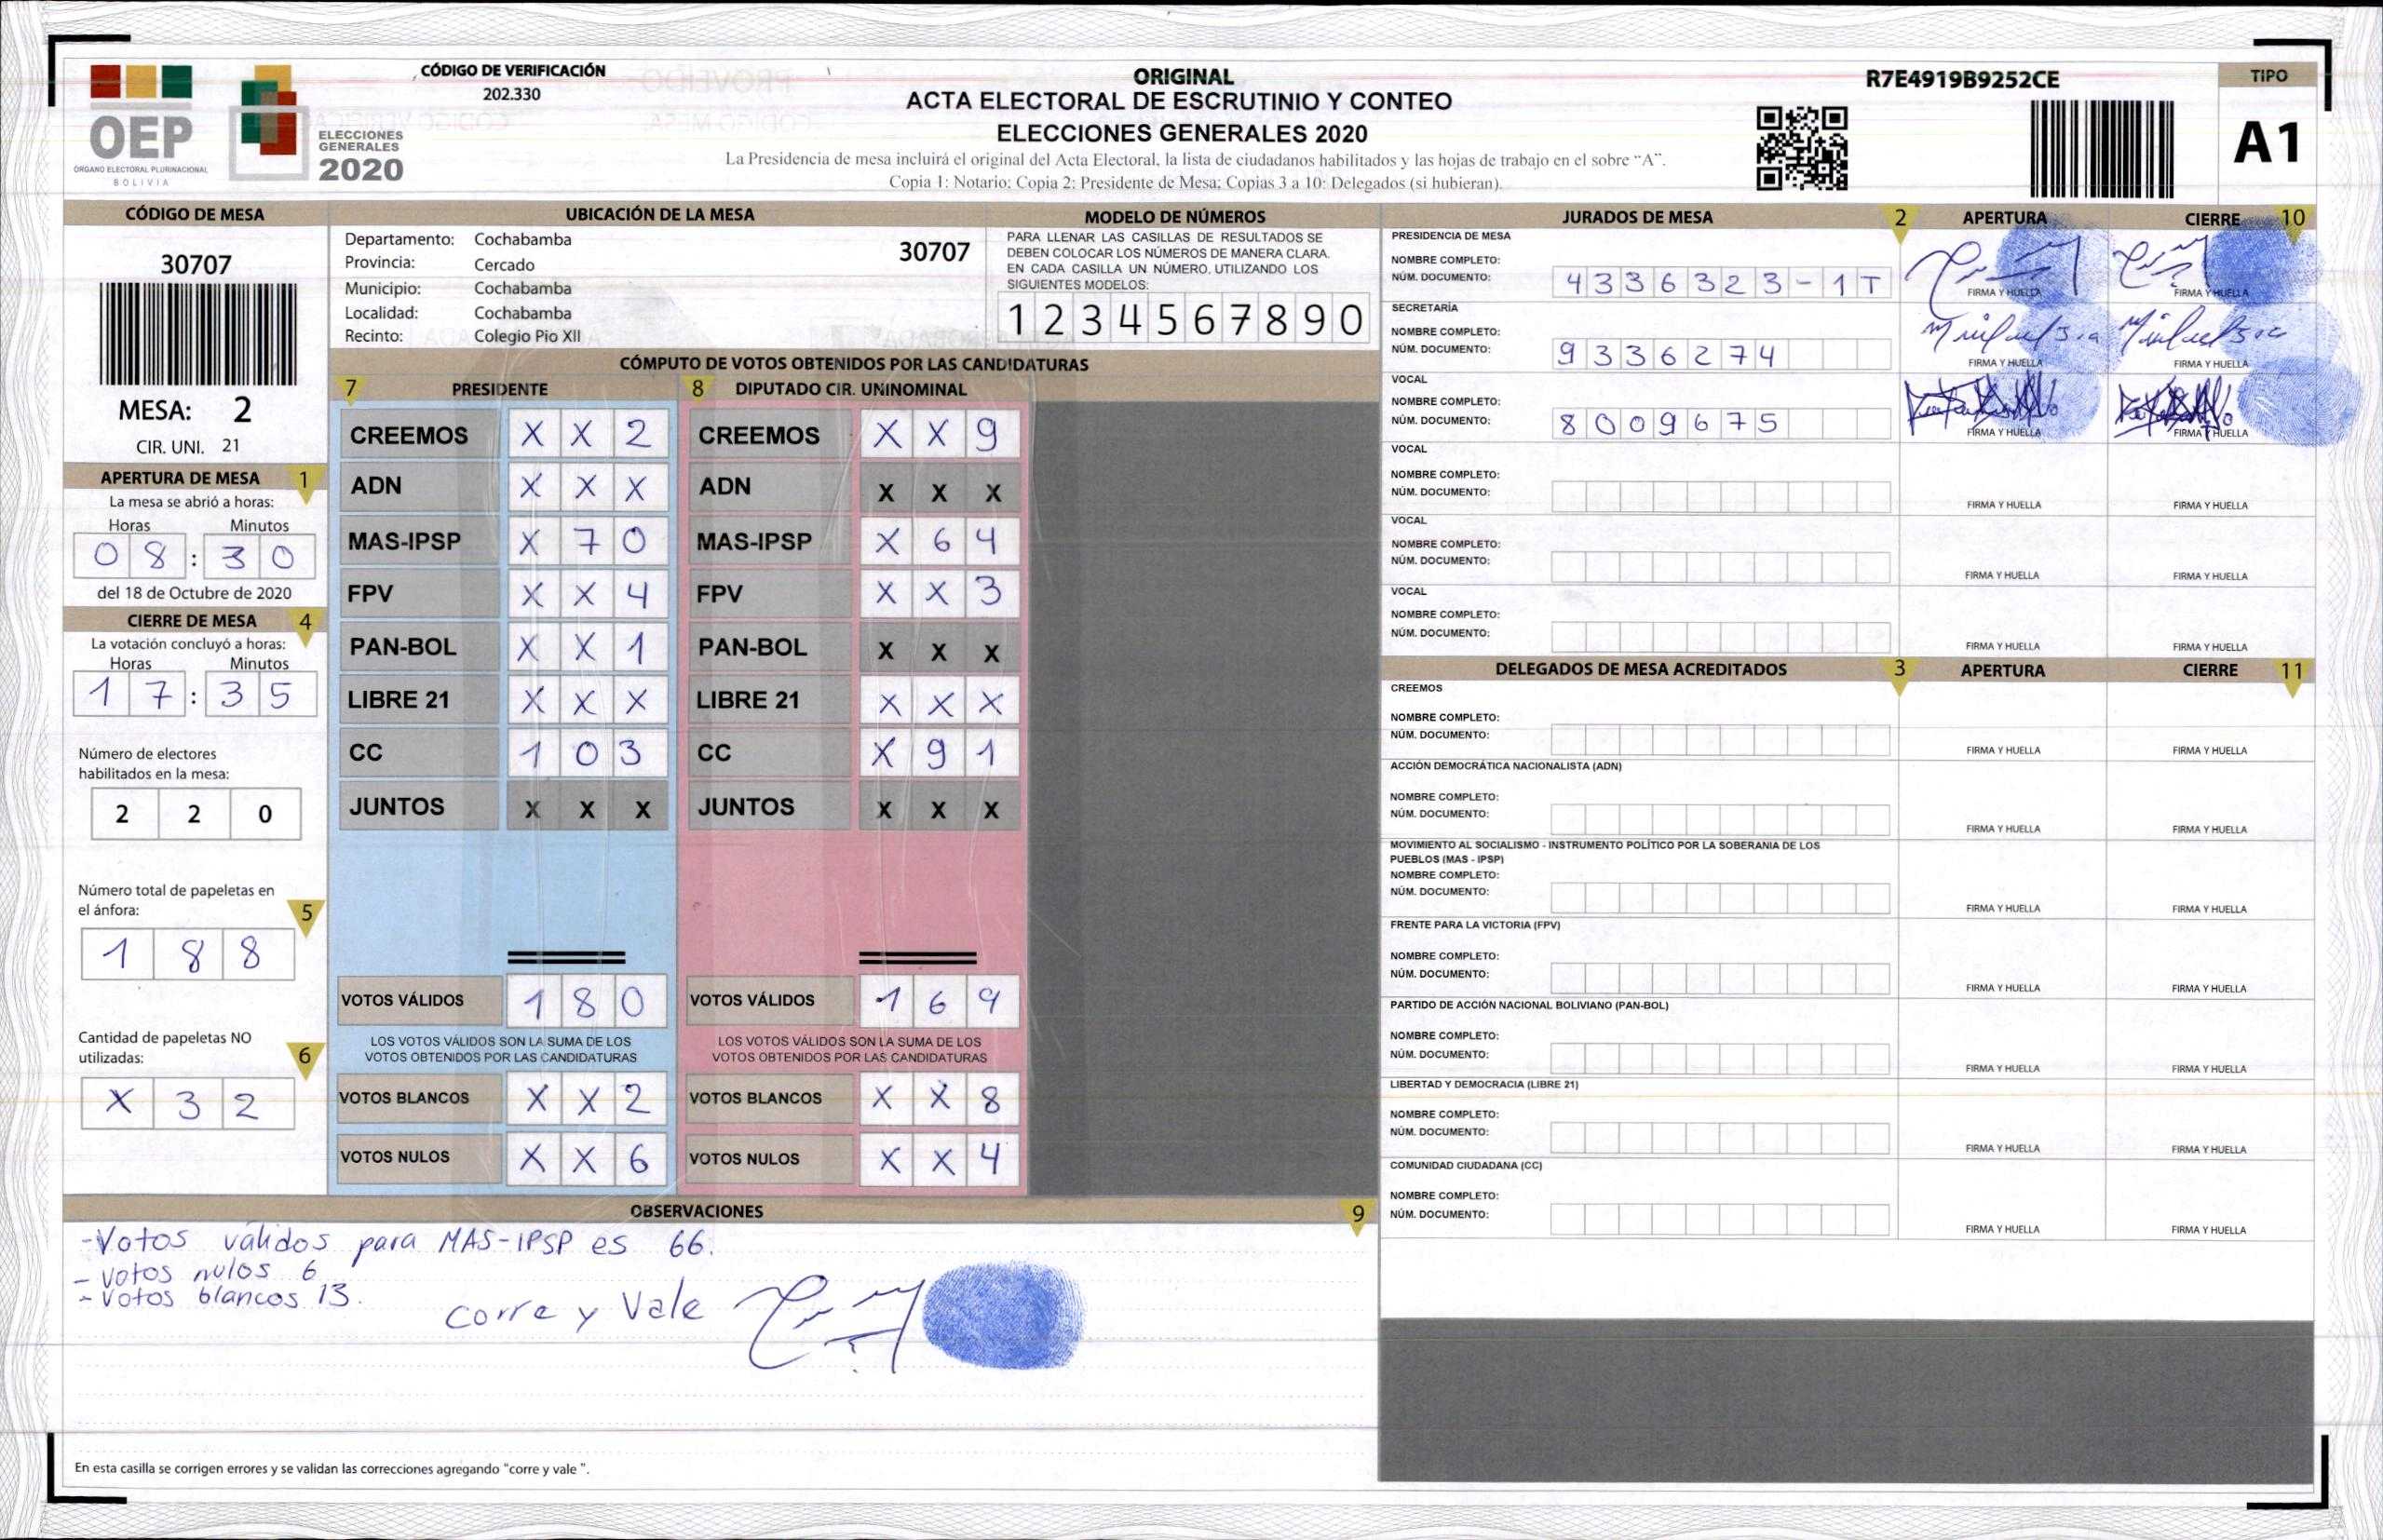 CÓDIGO DE VERIFICACIÓN
202.330
OEP
ÓRGANO ELECTORAL PLURINACIONAL
BOLIVIA
ELECCIONES
GENERALES
2020
ORIGINAL
ACTA ELECTORAL DE ESCRUTINIO Y CONTEO
ELECCIONES GENERALES 2020
La Presidencia de mesa incluirá el original del Acta Electoral, la lista de ciudadanos habilitados y las hojas de trabajo en el sobre “A”.
Copia 1: Notario; Copia 2: Presidente de Mesa; Copias 3 a 10: Delegados (si hubieran).
R7E4919B9252CE
TIPO
A1
CÓDIGO DE MESA
30707
MESA: 2
CIR. UNI. 21
APERTURA DE MESA 1
La mesa se abrió a horas:
Horas Minutos
0 8 : 3 0
del 18 de Octubre de 2020
CIERRE DE MESA 4
La votación concluyó a horas:
Horas Minutos
1 7 : 3 5
Número de electores
habilitados en la mesa:
2 2 0
Número total de papeletas en
el ánfora: 5
1 8 8
Cantidad de papeletas NO
utilizadas: 6
X 3 2
UBICACIÓN DE LA MESA
Departamento: Cochabamba 30707
Provincia: Cercado
Municipio: Cochabamba
Localidad: Cochabamba
Recinto: Colegio Pio XII
MODELO DE NÚMEROS
PARA LLENAR LAS CASILLAS DE RESULTADOS SE
DEBEN COLOCAR LOS NÚMEROS DE MANERA CLARA.
EN CADA CASILLA UN NÚMERO. UTILIZANDO LOS
SIGUIENTES MODELOS:
1 2 3 4 5 6 7 8 9 0
CÓMPUTO DE VOTOS OBTENIDOS POR LAS CANDIDATURAS
7 PRESIDENTE
CREEMOS X X 2
ADN X X X
MAS-IPSP X 7 0
FPV X X 4
PAN-BOL X X 1
LIBRE 21 X X X
CC 1 0 3
JUNTOS X X X
VOTOS VÁLIDOS 1 8 0
LOS VOTOS VÁLIDOS SON LA SUMA DE LOS
VOTOS OBTENIDOS POR LAS CANDIDATURAS
VOTOS BLANCOS X X 2
VOTOS NULOS X X 6
8 DIPUTADO CIR. UNINOMINAL
CREEMOS X X 9
ADN X X X
MAS-IPSP X 6 4
FPV X X 3
PAN-BOL X X X
LIBRE 21 X X X
CC X 9 1
JUNTOS X X X
VOTOS VÁLIDOS 1 6 9
LOS VOTOS VÁLIDOS SON LA SUMA DE LOS
VOTOS OBTENIDOS POR LAS CANDIDATURAS
VOTOS BLANCOS X X 8
VOTOS NULOS X X 4
OBSERVACIONES 9
- Votos válidos para MAS-IPSP es 66.
- votos nulos 6
- Votos blancos 13.
Corre y Vale
En esta casilla se corrigen errores y se validan las correcciones agregando "corre y vale ".
JURADOS DE MESA 2 APERTURA CIERRE 10
PRESIDENCIA DE MESA
NOMBRE COMPLETO:
NÚM. DOCUMENTO: 4 3 3 6 3 2 3 - 1 T
FIRMA Y HUELLA FIRMA Y HUELLA
SECRETARÍA
NOMBRE COMPLETO:
NÚM. DOCUMENTO: 9 3 3 6 2 7 4
FIRMA Y HUELLA FIRMA Y HUELLA
VOCAL
NOMBRE COMPLETO:
NÚM. DOCUMENTO: 8 0 0 9 6 7 5
FIRMA Y HUELLA FIRMA Y HUELLA
VOCAL
NOMBRE COMPLETO:
NÚM. DOCUMENTO:
FIRMA Y HUELLA FIRMA Y HUELLA
VOCAL
NOMBRE COMPLETO:
NÚM. DOCUMENTO:
FIRMA Y HUELLA FIRMA Y HUELLA
VOCAL
NOMBRE COMPLETO:
NÚM. DOCUMENTO:
FIRMA Y HUELLA FIRMA Y HUELLA
DELEGADOS DE MESA ACREDITADOS 3 APERTURA CIERRE 11
CREEMOS
NOMBRE COMPLETO:
NÚM. DOCUMENTO:
FIRMA Y HUELLA FIRMA Y HUELLA
ACCIÓN DEMOCRÁTICA NACIONALISTA (ADN)
NOMBRE COMPLETO:
NÚM. DOCUMENTO:
FIRMA Y HUELLA FIRMA Y HUELLA
MOVIMIENTO AL SOCIALISMO - INSTRUMENTO POLÍTICO POR LA SOBERANIA DE LOS
PUEBLOS (MAS - IPSP)
NOMBRE COMPLETO:
NÚM. DOCUMENTO:
FIRMA Y HUELLA FIRMA Y HUELLA
FRENTE PARA LA VICTORIA (FPV)
NOMBRE COMPLETO:
NÚM. DOCUMENTO:
FIRMA Y HUELLA FIRMA Y HUELLA
PARTIDO DE ACCIÓN NACIONAL BOLIVIANO (PAN-BOL)
NOMBRE COMPLETO:
NÚM. DOCUMENTO:
FIRMA Y HUELLA FIRMA Y HUELLA
LIBERTAD Y DEMOCRACIA (LIBRE 21)
NOMBRE COMPLETO:
NÚM. DOCUMENTO:
FIRMA Y HUELLA FIRMA Y HUELLA
COMUNIDAD CIUDADANA (CC)
NOMBRE COMPLETO:
NÚM. DOCUMENTO:
FIRMA Y HUELLA FIRMA Y HUELLA